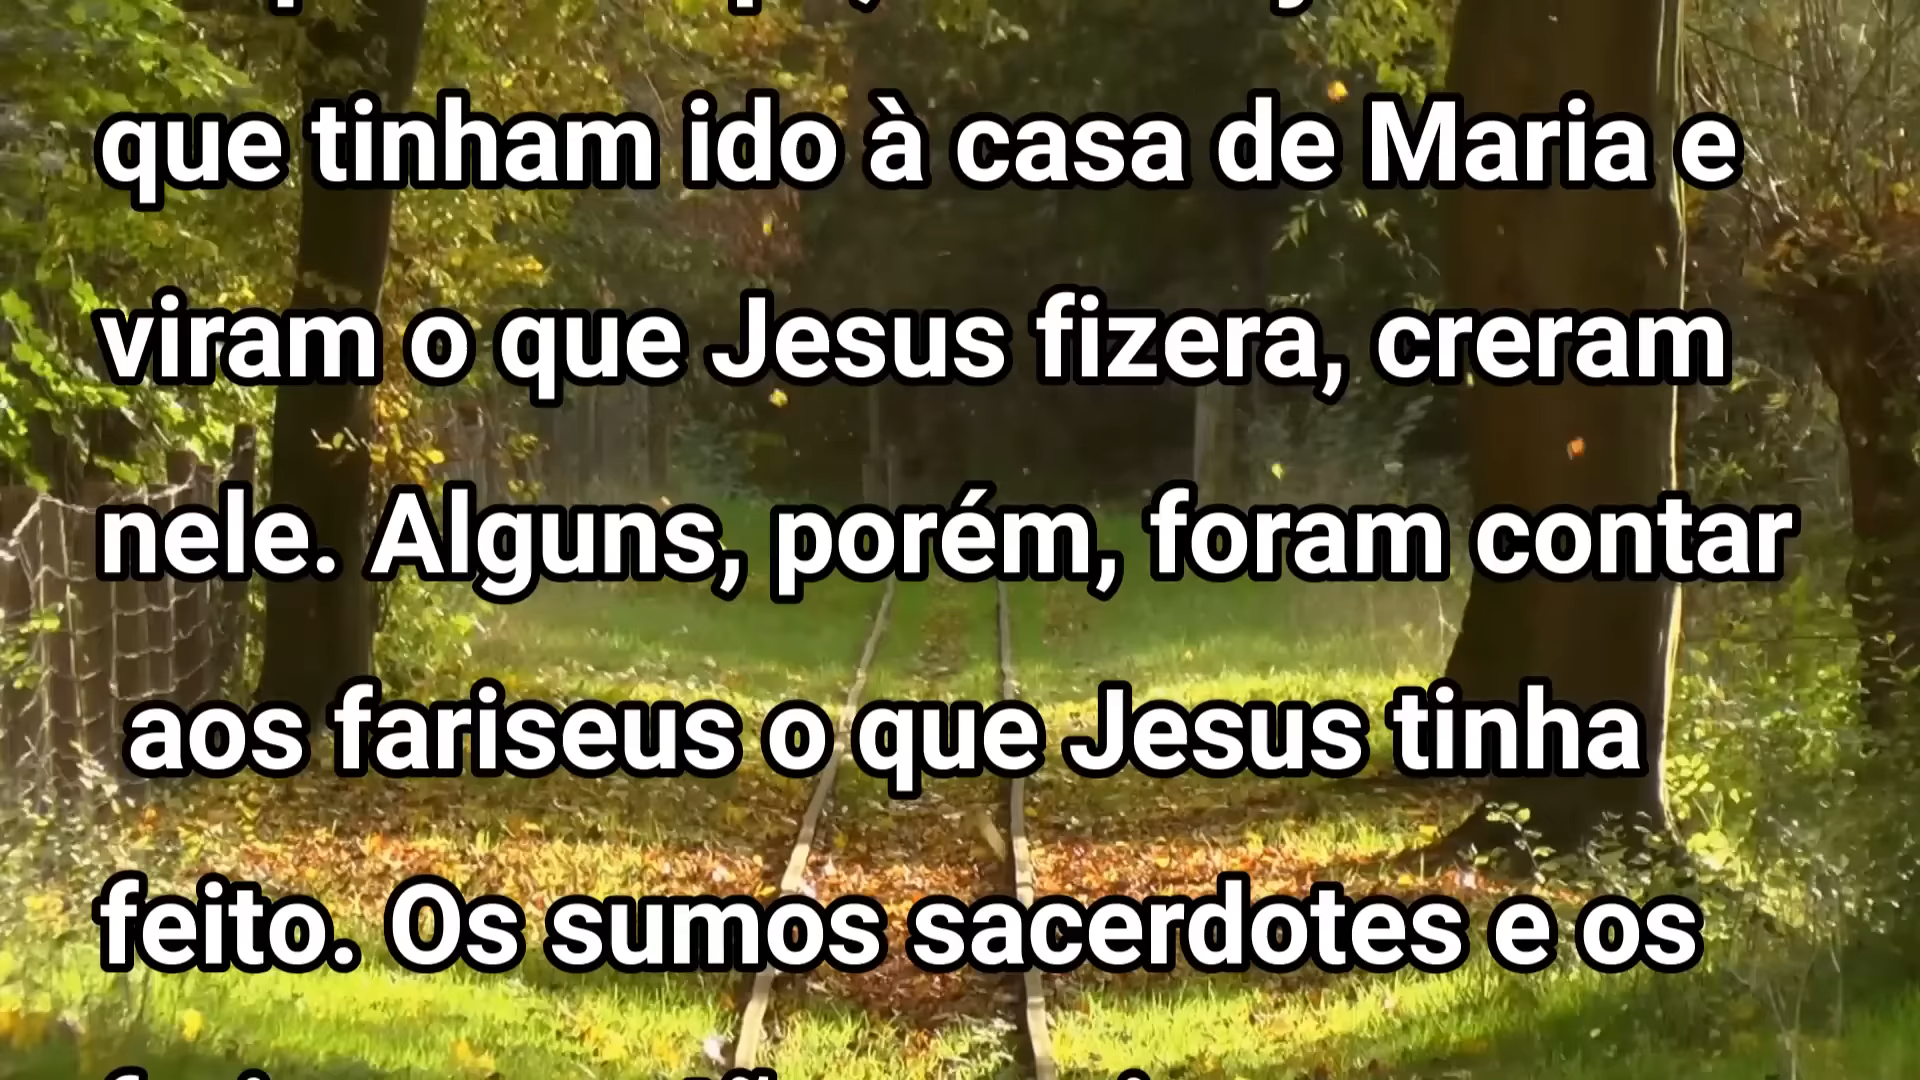 que tinham ido à casa de Maria e
viram o que Jesus fizera, creram
nele. Alguns, porém, foram contar
aos fariseus o que Jesus tinha
feito. Os sumos sacerdotes e os